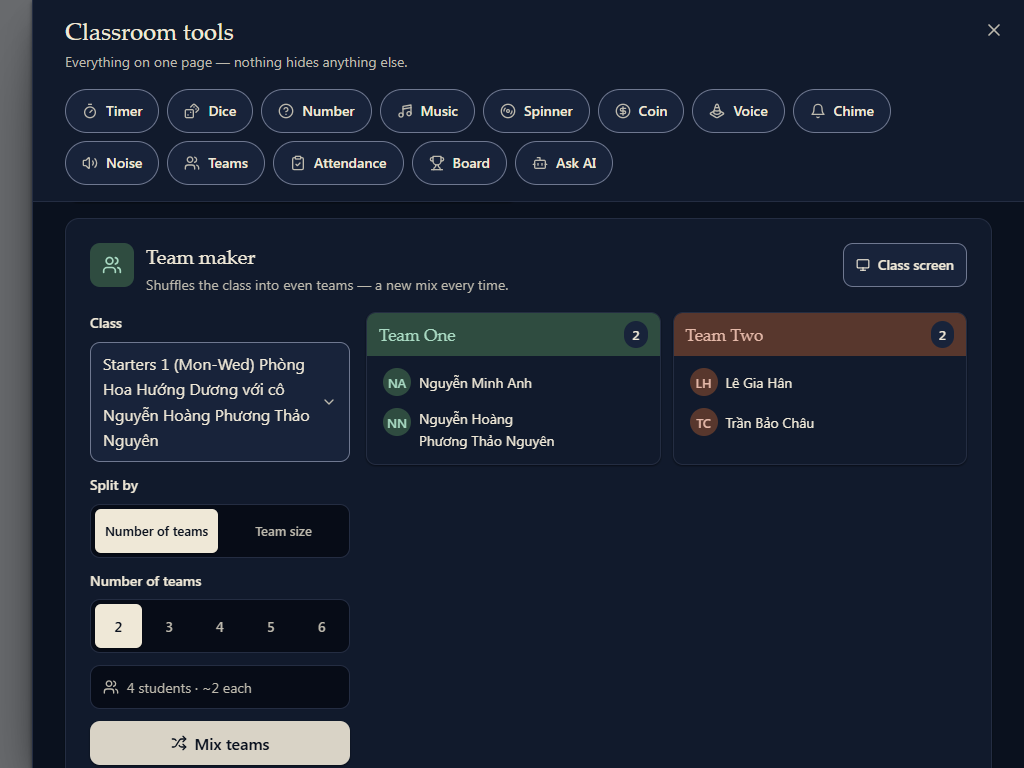 Classroom tools
Everything on one page — nothing hides anything else.
Timer
Dice
Number
Music
Spinner
Coin
Voice
Chime
Noise
Teams
Attendance
Board
Ask AI
Team maker
Shuffles the class into even teams — a new mix every time.
Class screen
Class
Starters 1 (Mon-Wed) Phòng
Hoa Hướng Dương với cô
Nguyễn Hoàng Phương Thảo
Nguyên
Split by
Number of teams
Team size
Number of teams
2 3 4 5 6
4 students · ~2 each
Mix teams
Team One 2
NA Nguyễn Minh Anh
NN Nguyễn Hoàng
Phương Thảo Nguyên
Team Two 2
LH Lê Gia Hân
TC Trần Bảo Châu